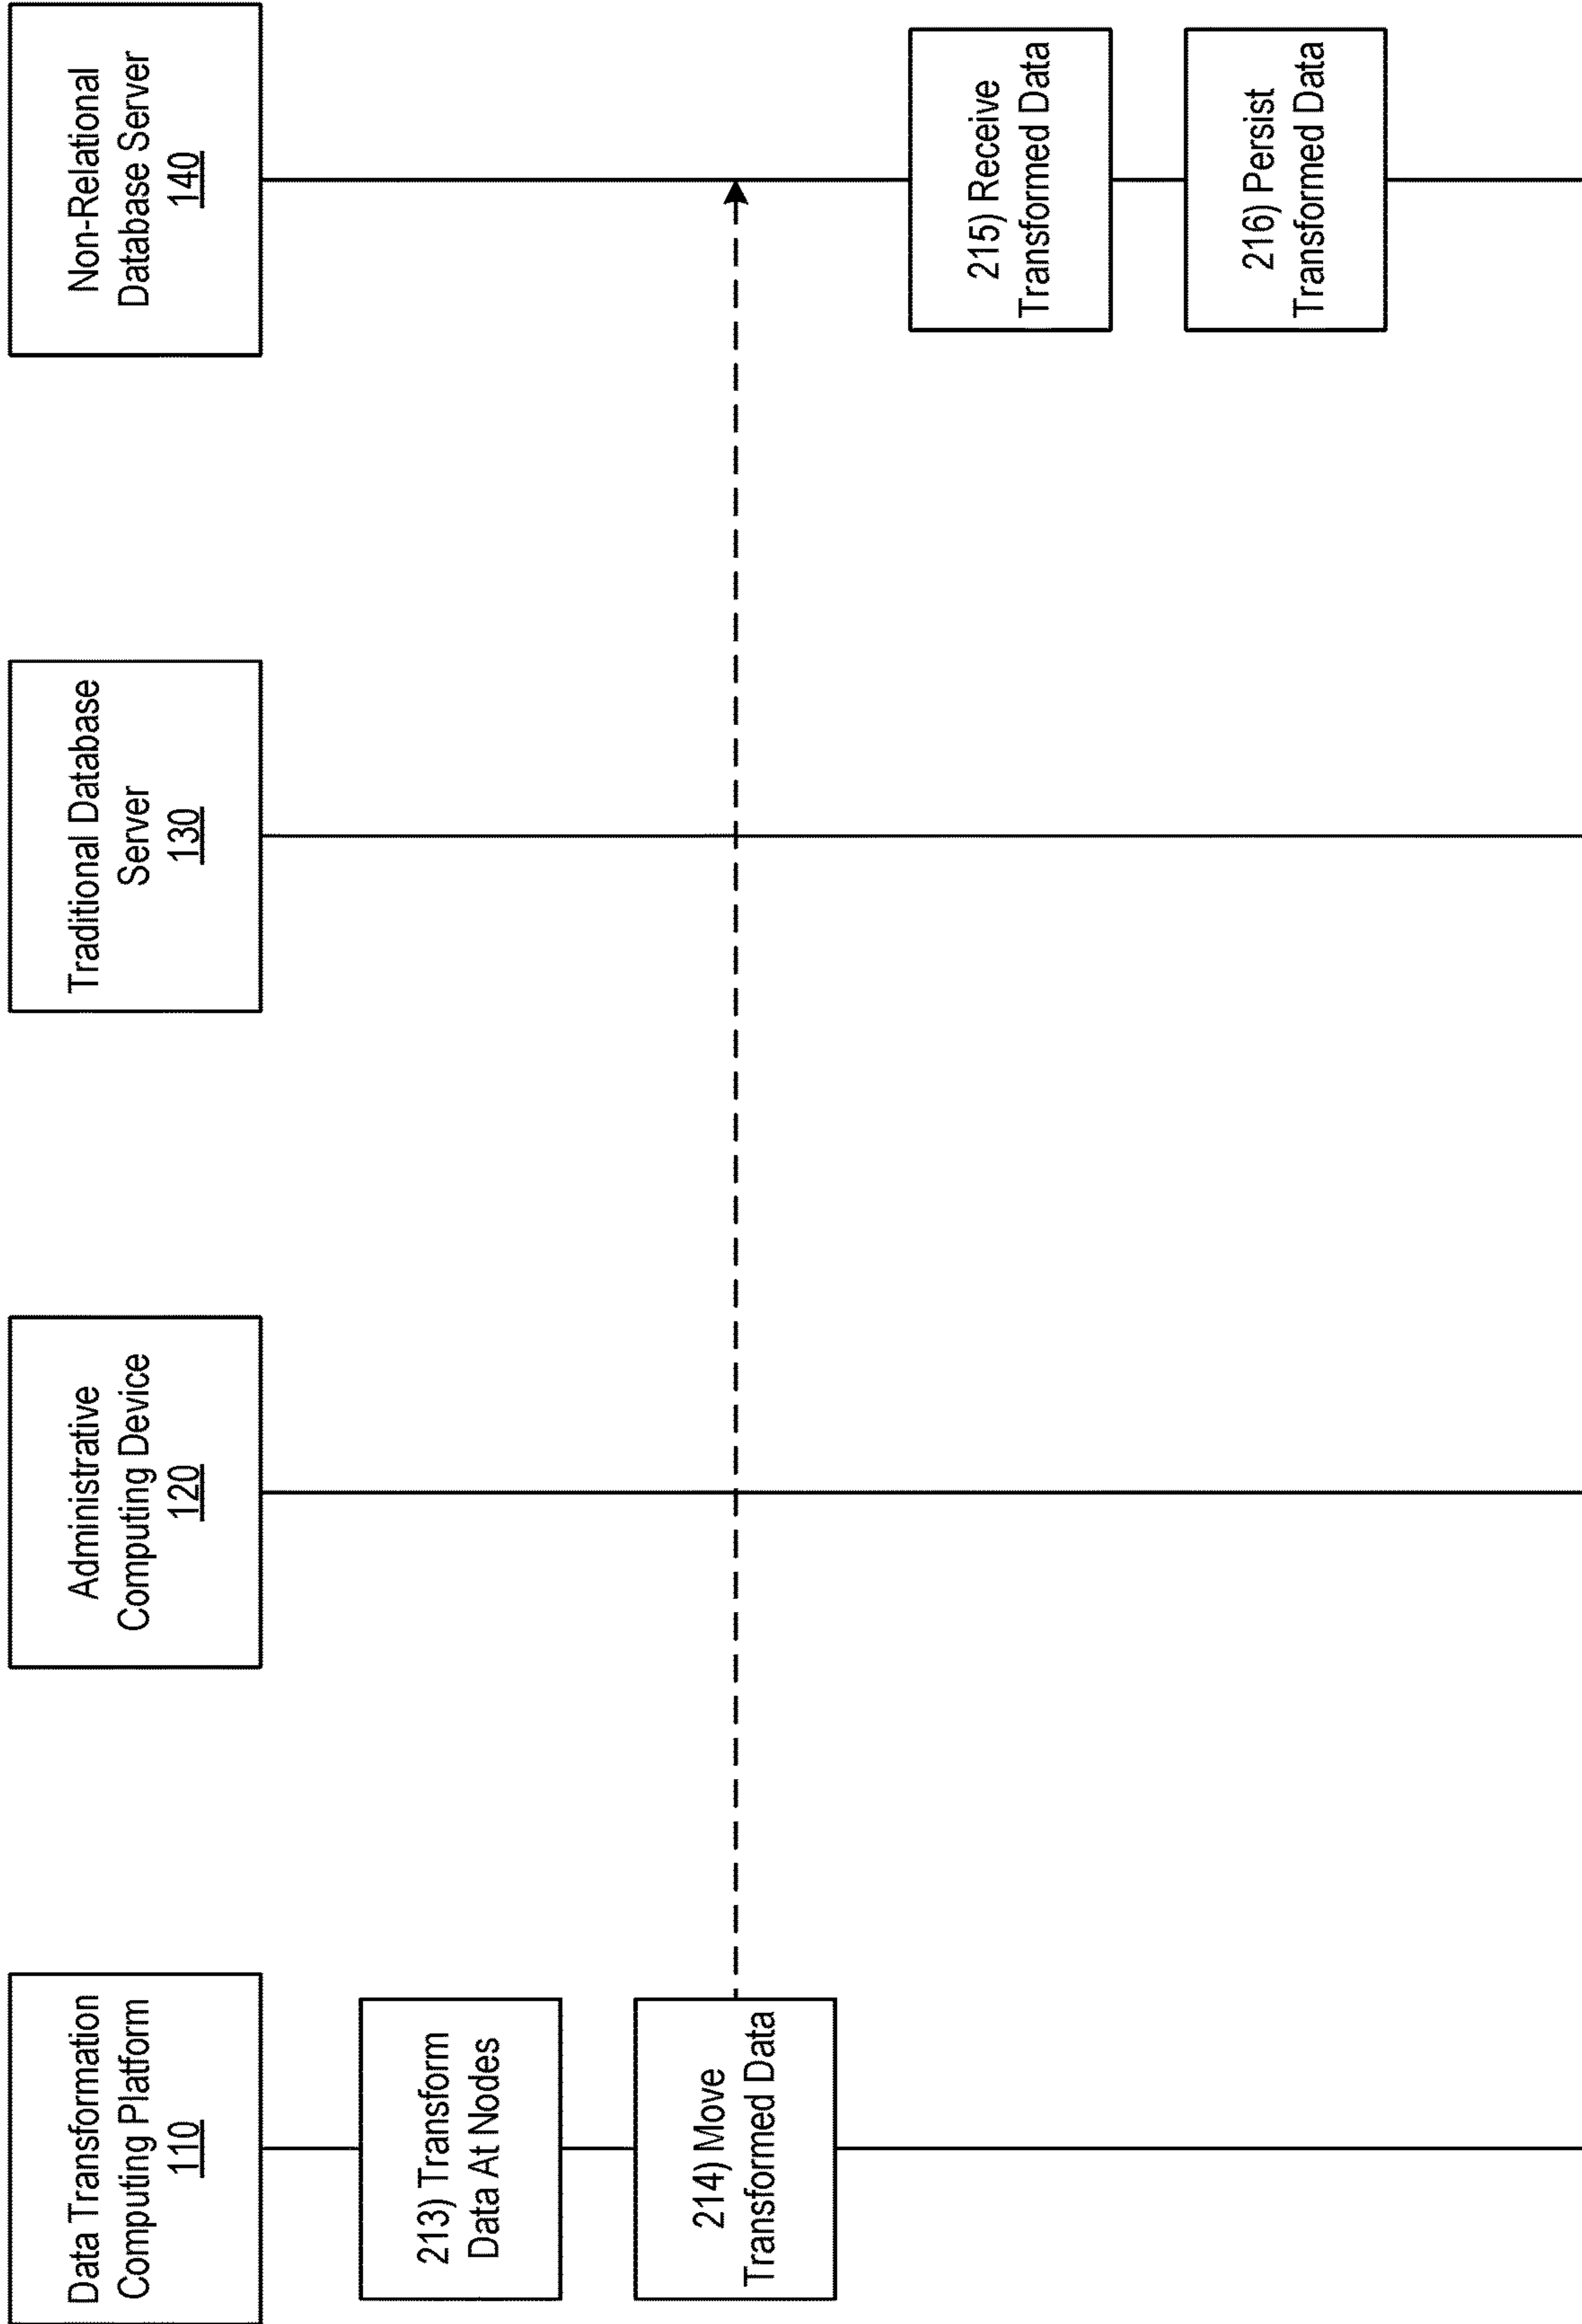 Data Transformation
Computing Platform
110
Administrative
Computing Device
120
Traditional Database
Server
130
Non-Relational
Database Server
140
213) Transform
Data At Nodes
214) Move
Transformed Data
215) Receive
Transformed Data
216) Persist
Transformed Data